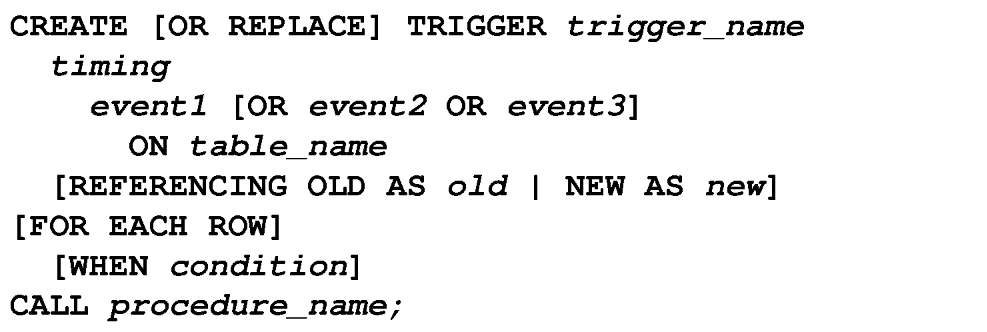 CREATE [OR REPLACE] TRIGGER trigger_name
timing
event1 [OR event2 OR event3]
ON table_name
[REFERENCING OLD AS old | NEW AS new]
[FOR EACH ROW]
[WHEN condition]
CALL procedure_name;